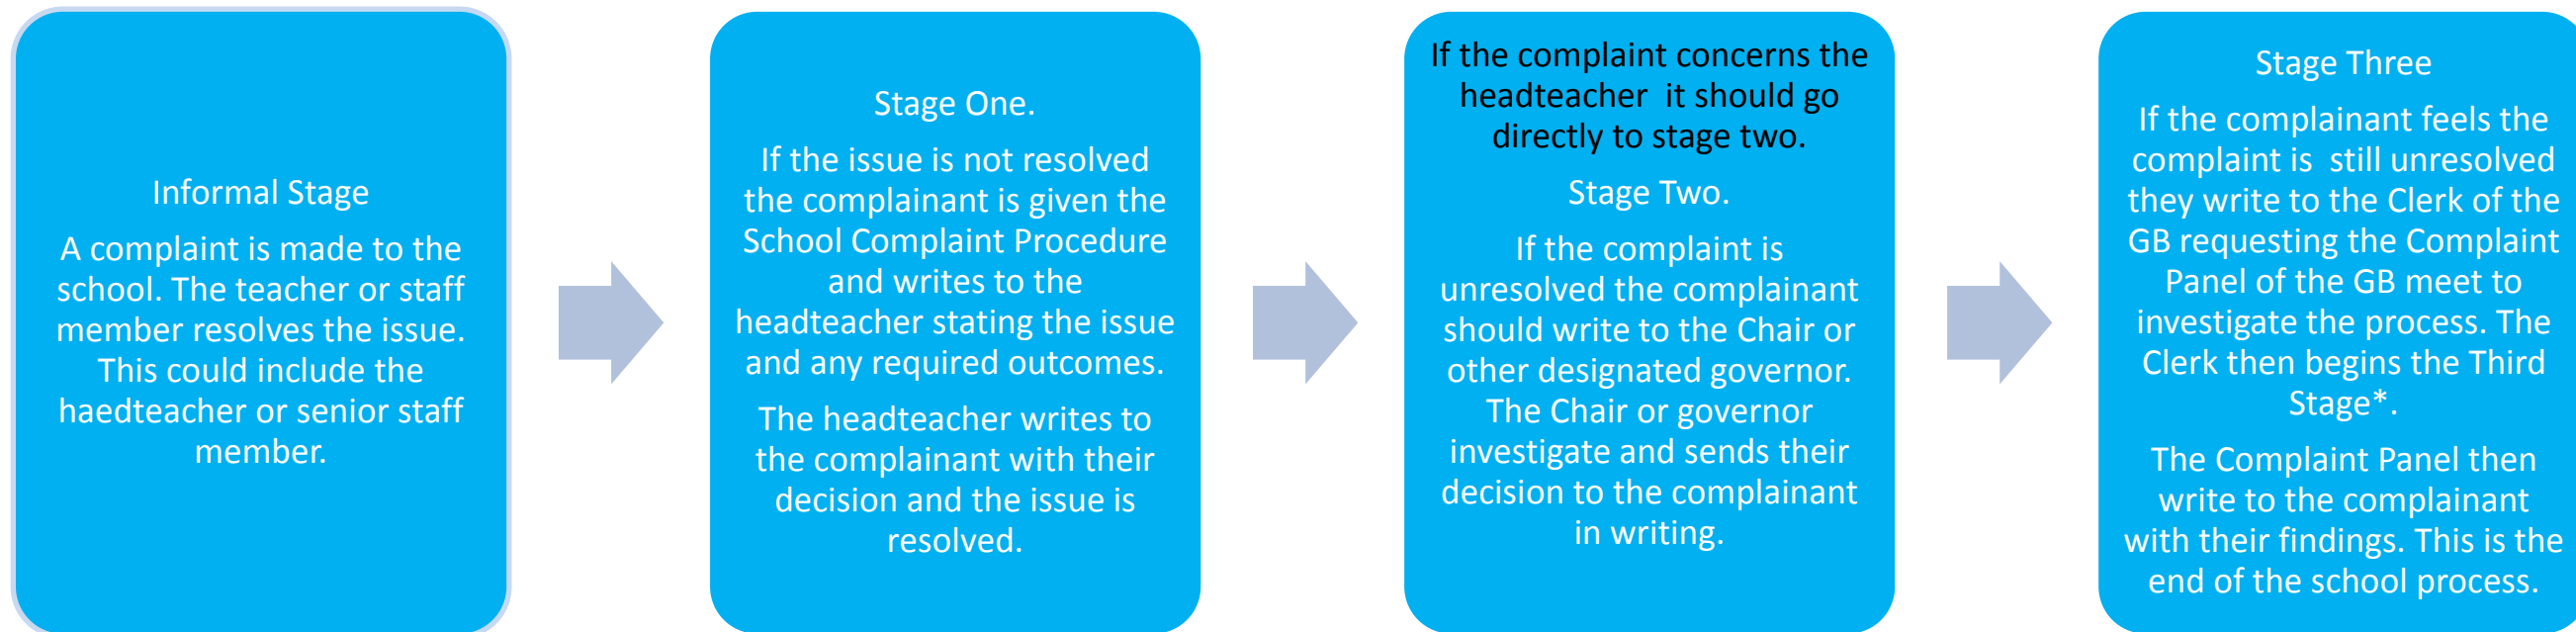 Informal Stage
A complaint is made to the
school. The teacher or staff
member resolves the issue.
This could include the
haedteacher or senior staff
member.
Stage One.
If the issue is not resolved
the complainant is given the
School Complaint Procedure
and writes to the
headteacher stating the issue
and any required outcomes.
The headteacher writes to
the complainant with their
decision and the issue is
resolved.
If the complaint concerns the
headteacher it should go
directly to stage two.
Stage Two.
If the complaint is
unresolved the complainant
should write to the Chair or
other designated governor.
The Chair or governor
investigate and sends their
decision to the complainant
in writing.
Stage Three
If the complainant feels the
complaint is still unresolved
they write to the Clerk of the
GB requesting the Complaint
Panel of the GB meet to
investigate the process. The
Clerk then begins the Third
Stage*.
The Complaint Panel then
write to the complainant
with their findings. This is the
end of the school process.